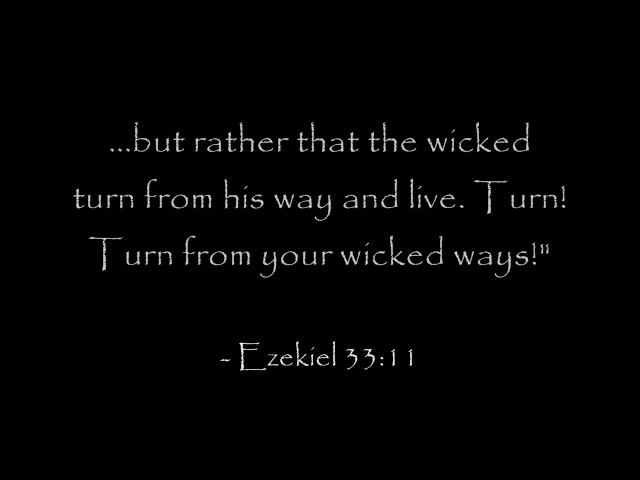 ...but rather that the wicked
turn from his way and live. Turn!
Turn from your wicked ways!"
- Ezekiel 33:11